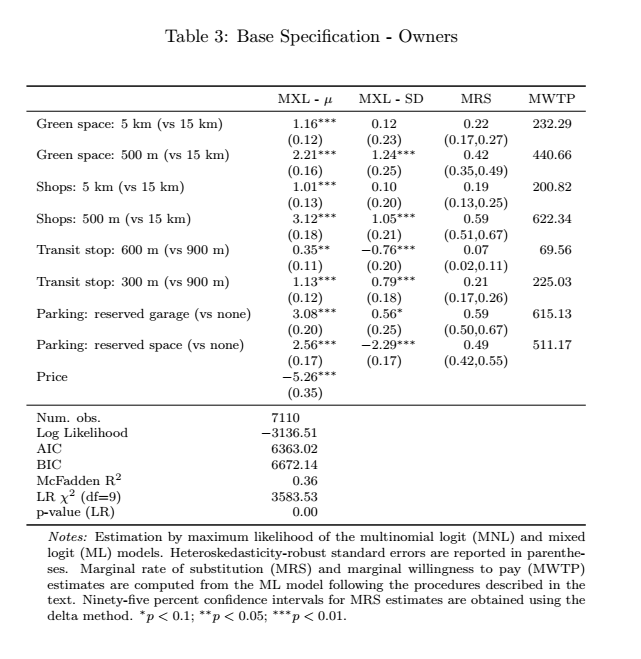 Table 3: Base Specification - Owners
MXL - μ MXL - SD MRS MWTP
Green space: 5 km (vs 15 km) 1.16*** 0.12 0.22 232.29
(0.12) (0.23) (0.17,0.27)
Green space: 500 m (vs 15 km) 2.21*** 1.24*** 0.42 440.66
(0.16) (0.25) (0.35,0.49)
Shops: 5 km (vs 15 km) 1.01*** 0.10 0.19 200.82
(0.13) (0.20) (0.13,0.25)
Shops: 500 m (vs 15 km) 3.12*** 1.05*** 0.59 622.34
(0.18) (0.21) (0.51,0.67)
Transit stop: 600 m (vs 900 m) 0.35** −0.76*** 0.07 69.56
(0.11) (0.20) (0.02,0.11)
Transit stop: 300 m (vs 900 m) 1.13*** 0.79*** 0.21 225.03
(0.12) (0.18) (0.17,0.26)
Parking: reserved garage (vs none) 3.08*** 0.56* 0.59 615.13
(0.20) (0.25) (0.50,0.67)
Parking: reserved space (vs none) 2.56*** −2.29*** 0.49 511.17
(0.17) (0.17) (0.42,0.55)
Price −5.26***
(0.35)
Num. obs. 7110
Log Likelihood −3136.51
AIC 6363.02
BIC 6672.14
McFadden R² 0.36
LR χ² (df=9) 3583.53
p-value (LR) 0.00
Notes: Estimation by maximum likelihood of the multinomial logit (MNL) and mixed
logit (ML) models. Heteroskedasticity-robust standard errors are reported in parenthe-
ses. Marginal rate of substitution (MRS) and marginal willingness to pay (MWTP)
estimates are computed from the ML model following the procedures described in the
text. Ninety-five percent confidence intervals for MRS estimates are obtained using the
delta method. *p < 0.1; **p < 0.05; ***p < 0.01.